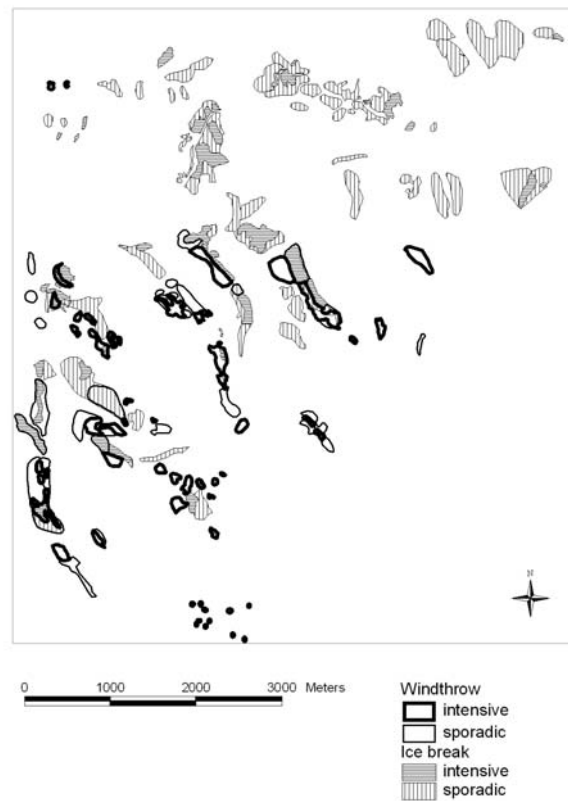 N
0 1000 2000 3000 Meters
Windthrow
intensive
sporadic
Ice break
intensive
sporadic